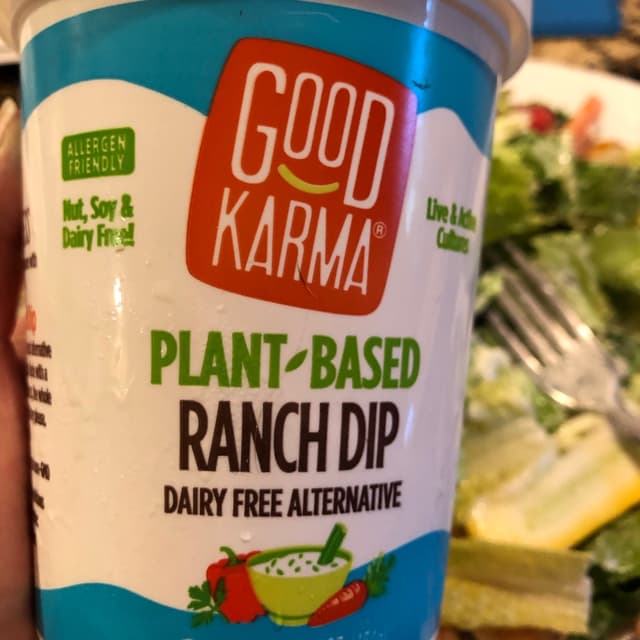 ALLERGEN
FRIENDLY
Nut, Soy &
Dairy Free!
GOOD
KARMA®
Live & Active
Cultures
PLANT-BASED
RANCH DIP
DAIRY FREE ALTERNATIVE